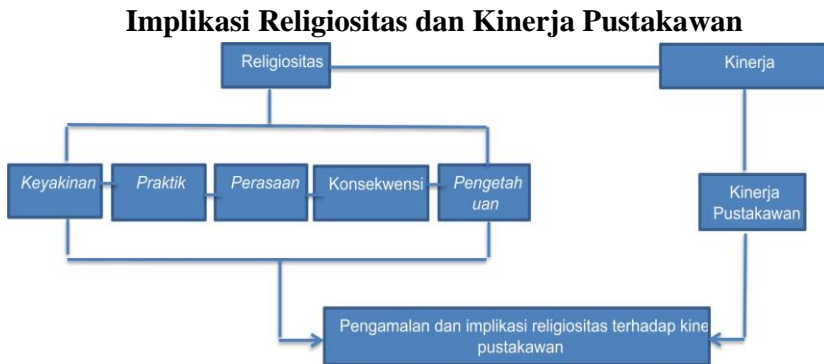 Implikasi Religiositas dan Kinerja Pustakawan
Religiositas
Kinerja
Keyakinan
Praktik
Perasaan
Konsekwensi
Pengetah
uan
Kinerja
Pustakawan
Pengamalan dan implikasi religiositas terhadap kine
pustakawan